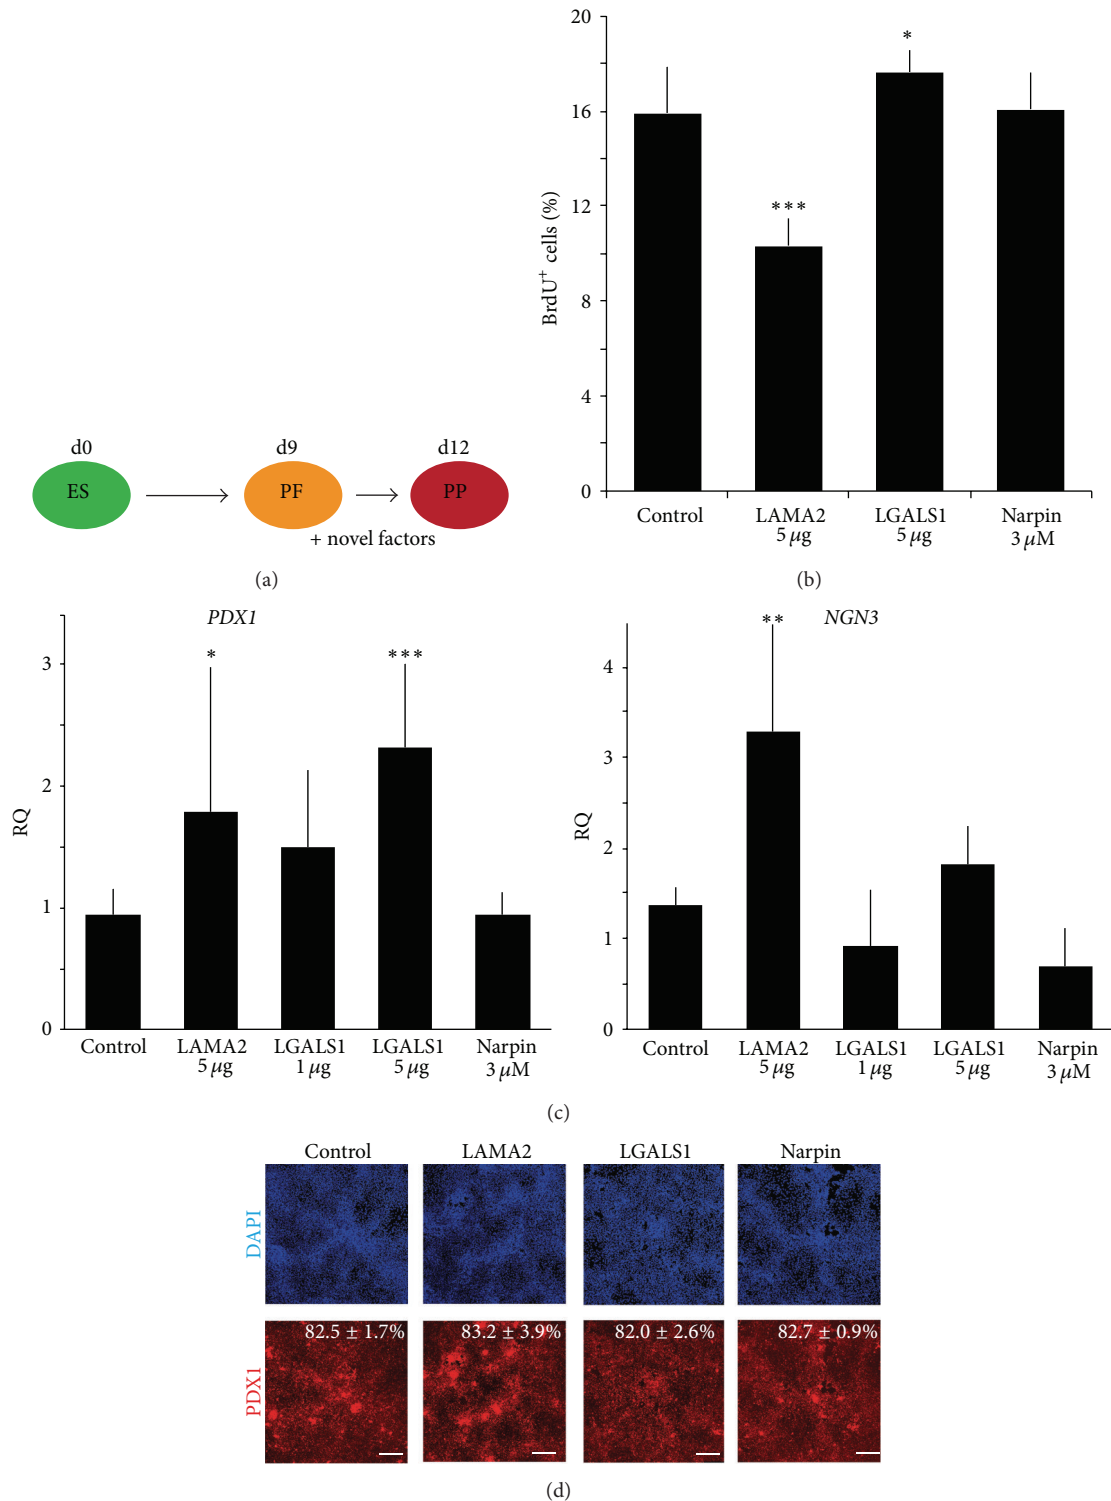 d0
d9
d12
ES
PF
PP
+ novel factors
(a)
20
16
12
8
4
0
BrdU+ cells (%)
*
***
Control
LAMA2
5 μg
LGALS1
5 μg
Narpin
3 μM
(b)
PDX1
3
2
1
0
RQ
*
***
Control
LAMA2
5 μg
LGALS1
1 μg
LGALS1
5 μg
Narpin
3 μM
NGN3
4
3
2
1
0
RQ
**
Control
LAMA2
5 μg
LGALS1
1 μg
LGALS1
5 μg
Narpin
3 μM
(c)
Control
LAMA2
LGALS1
Narpin
DAPI
PDX1
82.5 ± 1.7%
83.2 ± 3.9%
82.0 ± 2.6%
82.7 ± 0.9%
(d)